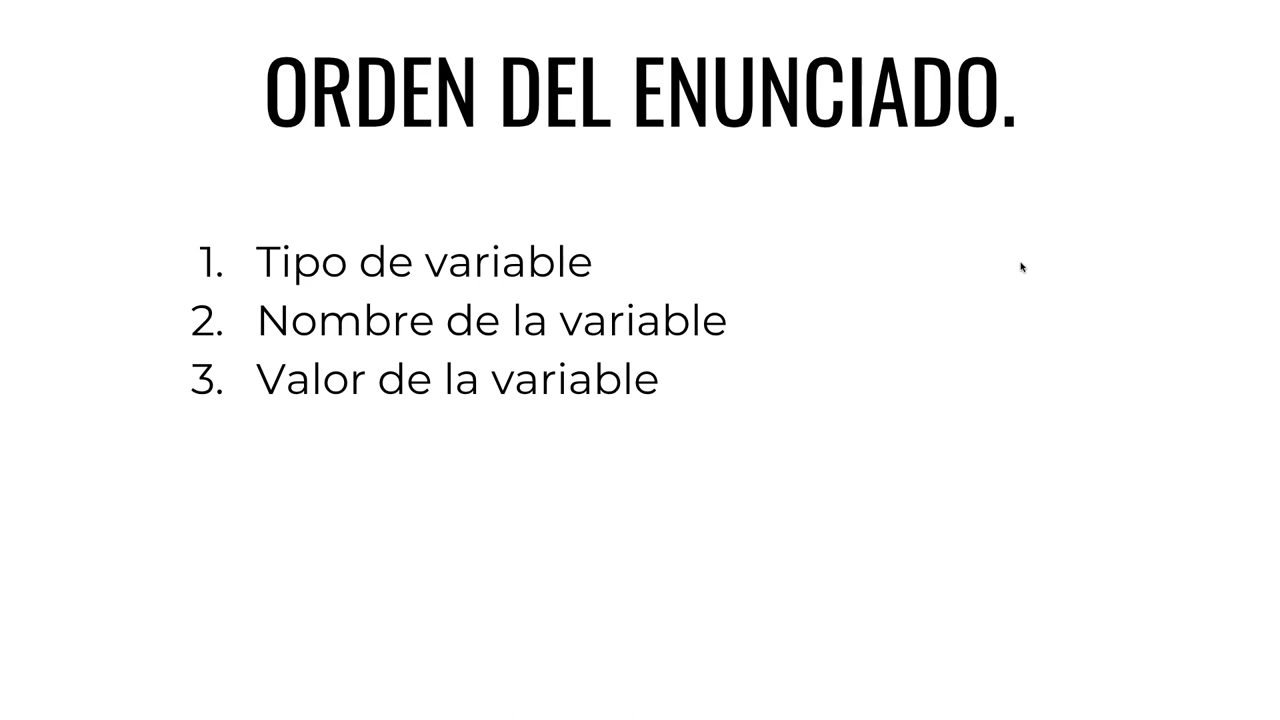 ORDEN DEL ENUNCIADO.
1. Tipo de variable
2. Nombre de la variable
3. Valor de la variable